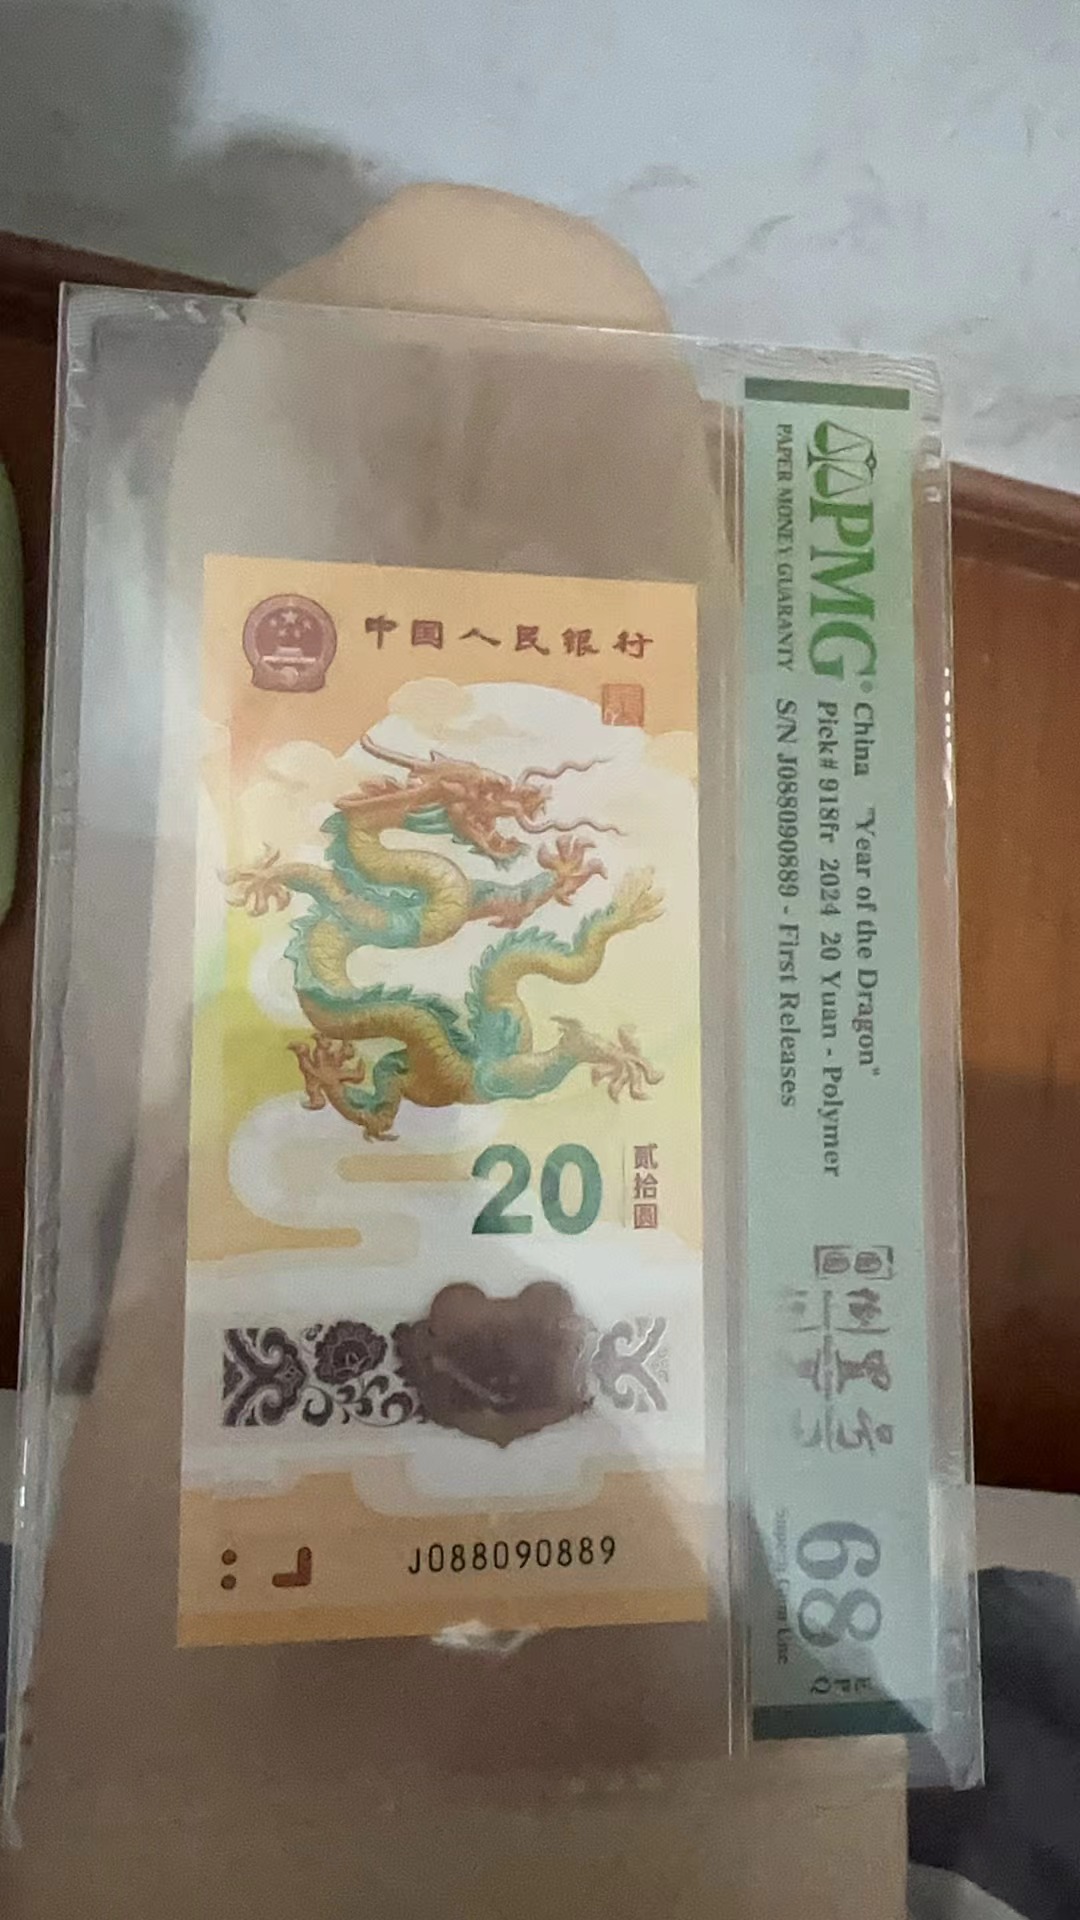 中国人民银行
20
贰拾圆
J088090889
PMG
PAPER MONEY GUARANTY
China "Year of the Dragon"
Pick# 918fr 2024 20 Yuan - Polymer
S/N J088090889 - First Releases
68 EPQ
Superb Gem Unc